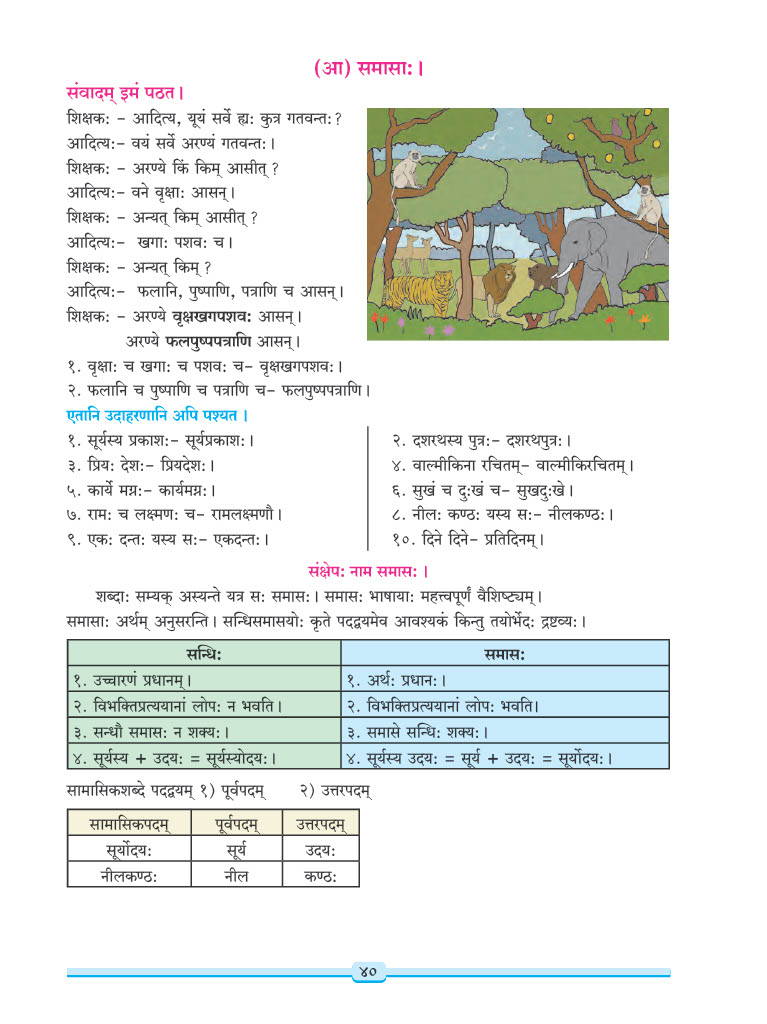 (आ) समासाः।
संवादम् इमं पठत।
शिक्षकः - आदित्य, यूयं सर्वे ह्यः कुत्र गतवन्तः?
आदित्यः- वयं सर्वे अरण्यं गतवन्तः।
शिक्षकः - अरण्ये किं किम् आसीत् ?
आदित्यः- वने वृक्षाः आसन्।
शिक्षकः - अन्यत् किम् आसीत् ?
आदित्यः- खगाः पशवः च।
शिक्षकः - अन्यत् किम् ?
आदित्यः- फलानि, पुष्पाणि, पत्राणि च आसन्।
शिक्षकः - अरण्ये वृक्षखगपशवः आसन्।
अरण्ये फलपुष्पपत्राणि आसन्।
१. वृक्षाः च खगाः च पशवः च- वृक्षखगपशवः।
२. फलानि च पुष्पाणि च पत्राणि च- फलपुष्पपत्राणि।
एतानि उदाहरणानि अपि पश्यत ।
१. सूर्यस्य प्रकाशः- सूर्यप्रकाशः।
२. दशरथस्य पुत्रः- दशरथपुत्रः।
३. प्रियः देशः- प्रियदेशः।
४. वाल्मीकिना रचितम्- वाल्मीकिरचितम्।
५. कार्ये मग्नः- कार्यमग्नः।
६. सुखं च दुःखं च- सुखदुःखे।
७. रामः च लक्ष्मणः च- रामलक्ष्मणौ।
८. नीलः कण्ठः यस्य सः- नीलकण्ठः।
९. एकः दन्तः यस्य सः- एकदन्तः।
१०. दिने दिने- प्रतिदिनम्।
संक्षेपः नाम समासः ।
शब्दाः सम्यक् अस्यन्ते यत्र सः समासः। समासः भाषायाः महत्त्वपूर्णं वैशिष्ट्यम्।
समासाः अर्थम् अनुसरन्ति। सन्धिसमासयोः कृते पदद्वयमेव आवश्यकं किन्तु तयोर्भेदः द्रष्टव्यः।
सन्धिः
समासः
१. उच्चारणं प्रधानम्।
१. अर्थः प्रधानः।
२. विभक्तिप्रत्ययानां लोपः न भवति।
२. विभक्तिप्रत्ययानां लोपः भवति।
३. सन्धौ समासः न शक्यः।
३. समासे सन्धिः शक्यः।
४. सूर्यस्य + उदयः = सूर्यस्योदयः।
४. सूर्यस्य उदयः = सूर्य + उदयः = सूर्योदयः।
सामासिकशब्दे पदद्वयम् १) पूर्वपदम् २) उत्तरपदम्
सामासिकपदम् पूर्वपदम् उत्तरपदम्
सूर्योदयः सूर्य उदयः
नीलकण्ठः नील कण्ठः
४०